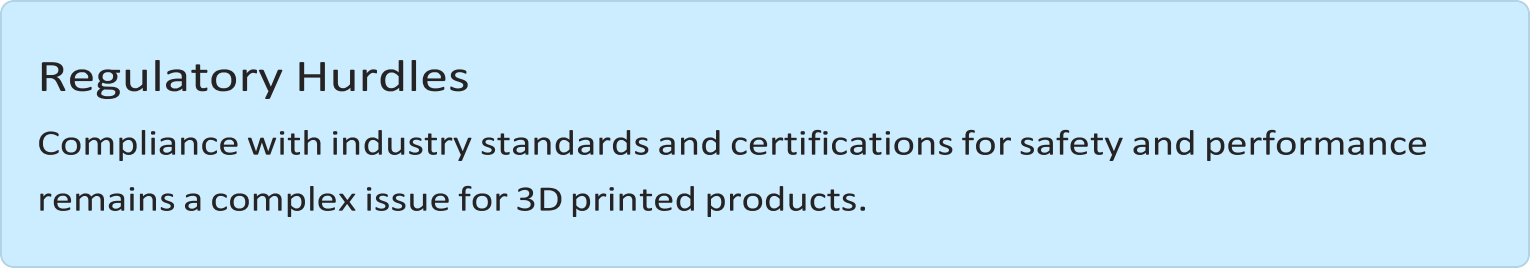 Regulatory Hurdles
Compliance with industry standards and certifications for safety and performance
remains a complex issue for 3D printed products.